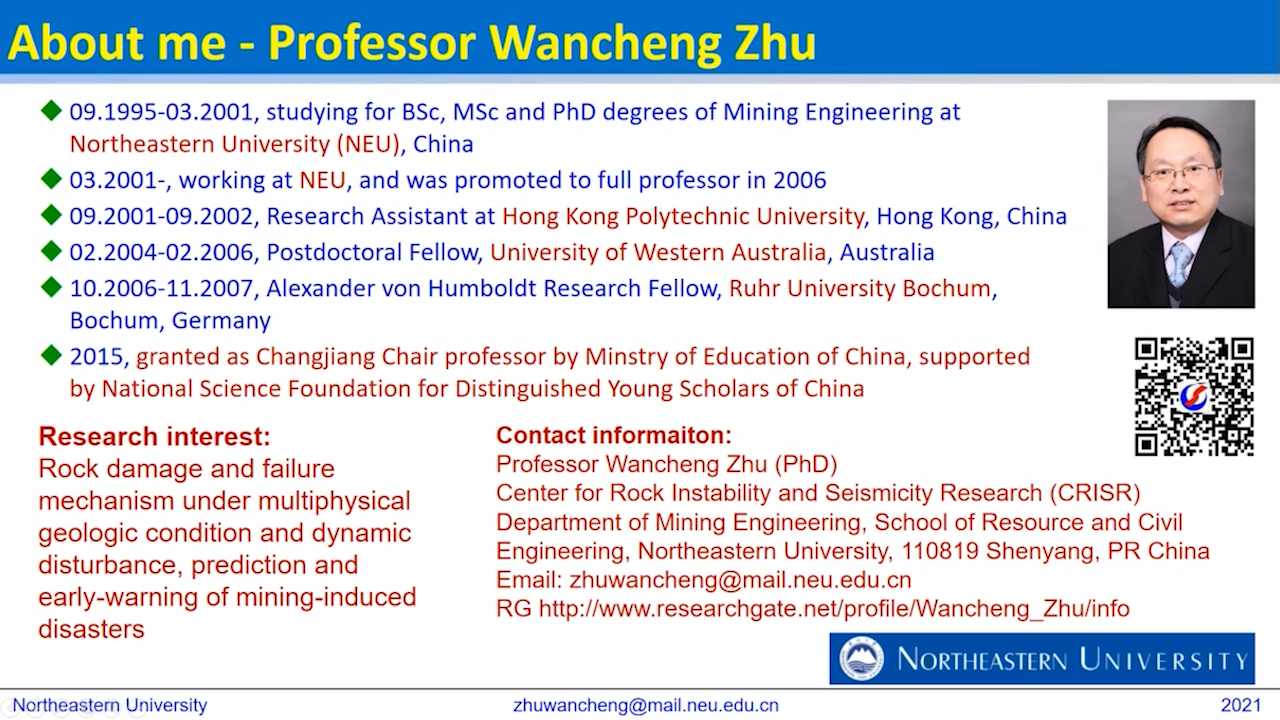 About me - Professor Wancheng Zhu
09.1995-03.2001, studying for BSc, MSc and PhD degrees of Mining Engineering at
Northeastern University (NEU), China
03.2001-, working at NEU, and was promoted to full professor in 2006
09.2001-09.2002, Research Assistant at Hong Kong Polytechnic University, Hong Kong, China
02.2004-02.2006, Postdoctoral Fellow, University of Western Australia, Australia
10.2006-11.2007, Alexander von Humboldt Research Fellow, Ruhr University Bochum,
Bochum, Germany
2015, granted as Changjiang Chair professor by Minstry of Education of China, supported
by National Science Foundation for Distinguished Young Scholars of China
Research interest:
Rock damage and failure
mechanism under multiphysical
geologic condition and dynamic
disturbance, prediction and
early-warning of mining-induced
disasters
Contact informaiton:
Professor Wancheng Zhu (PhD)
Center for Rock Instability and Seismicity Research (CRISR)
Department of Mining Engineering, School of Resource and Civil
Engineering, Northeastern University, 110819 Shenyang, PR China
Email: zhuwancheng@mail.neu.edu.cn
RG http://www.researchgate.net/profile/Wancheng_Zhu/info
NORTHEASTERN UNIVERSITY
Northeastern University
zhuwancheng@mail.neu.edu.cn
2021